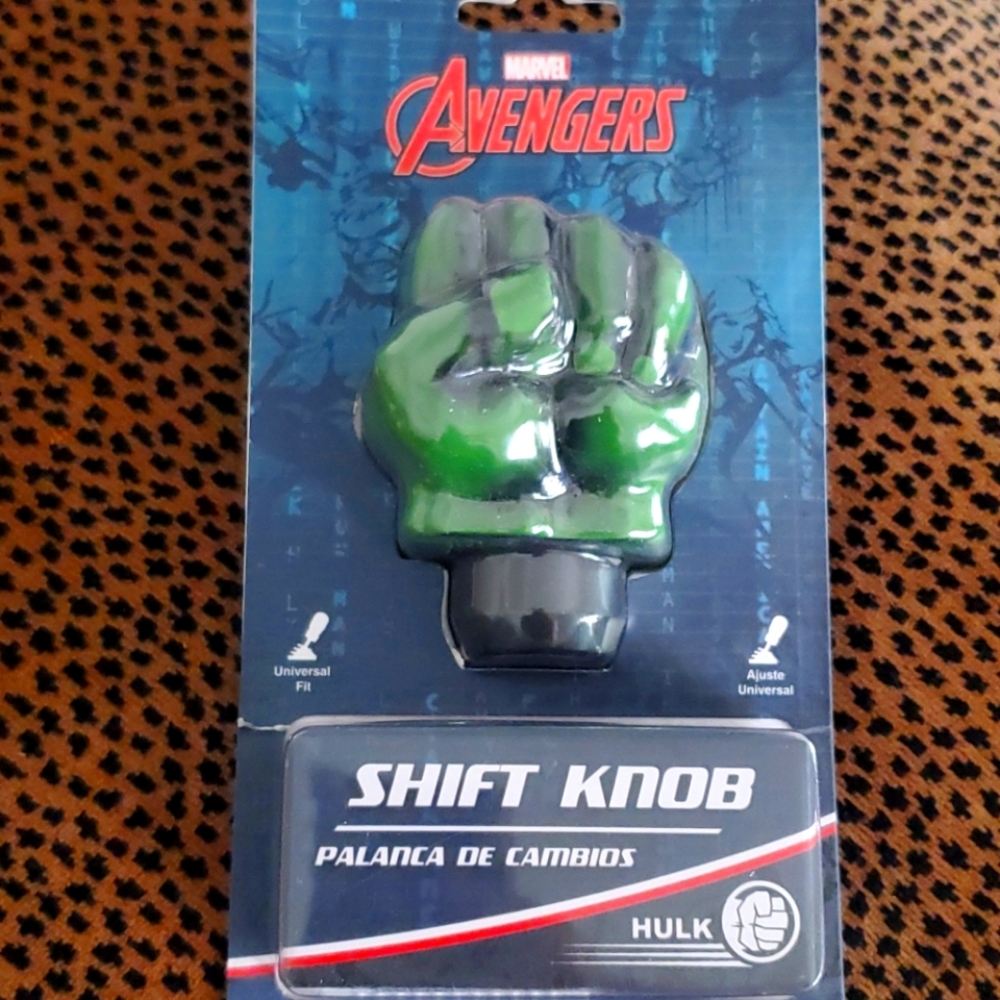 MARVEL
AVENGERS
Universal
Fit
Ajuste
Universal
SHIFT KNOB
PALANCA DE CAMBIOS
HULK